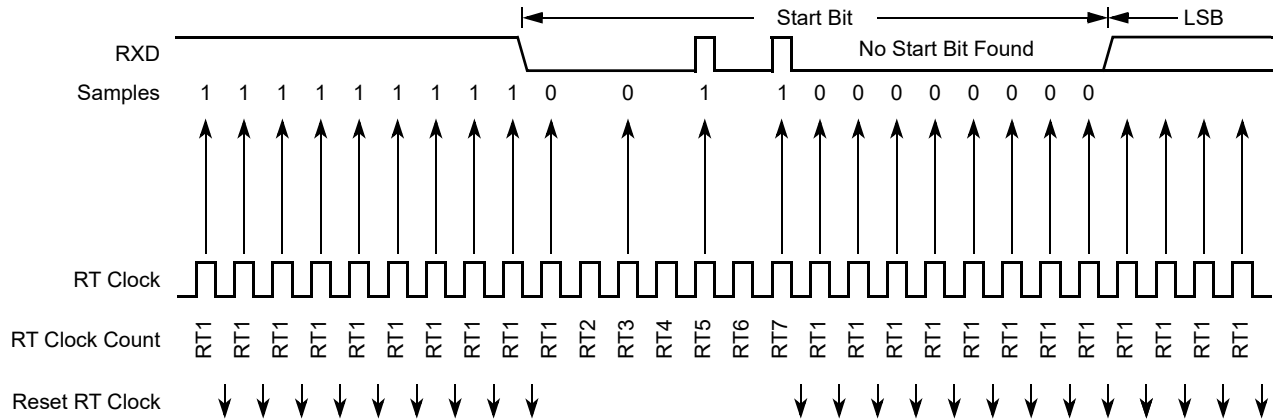 Start Bit
LSB
RXD
No Start Bit Found
Samples 1 1 1 1 1 1 1 1 1 0 0 1 1 0 0 0 0 0 0 0 0
RT Clock
RT Clock Count RT1 RT1 RT1 RT1 RT1 RT1 RT1 RT1 RT1 RT1 RT2 RT3 RT4 RT5 RT6 RT7 RT1 RT1 RT1 RT1 RT1 RT1 RT1 RT1 RT1 RT1 RT1 RT1
Reset RT Clock